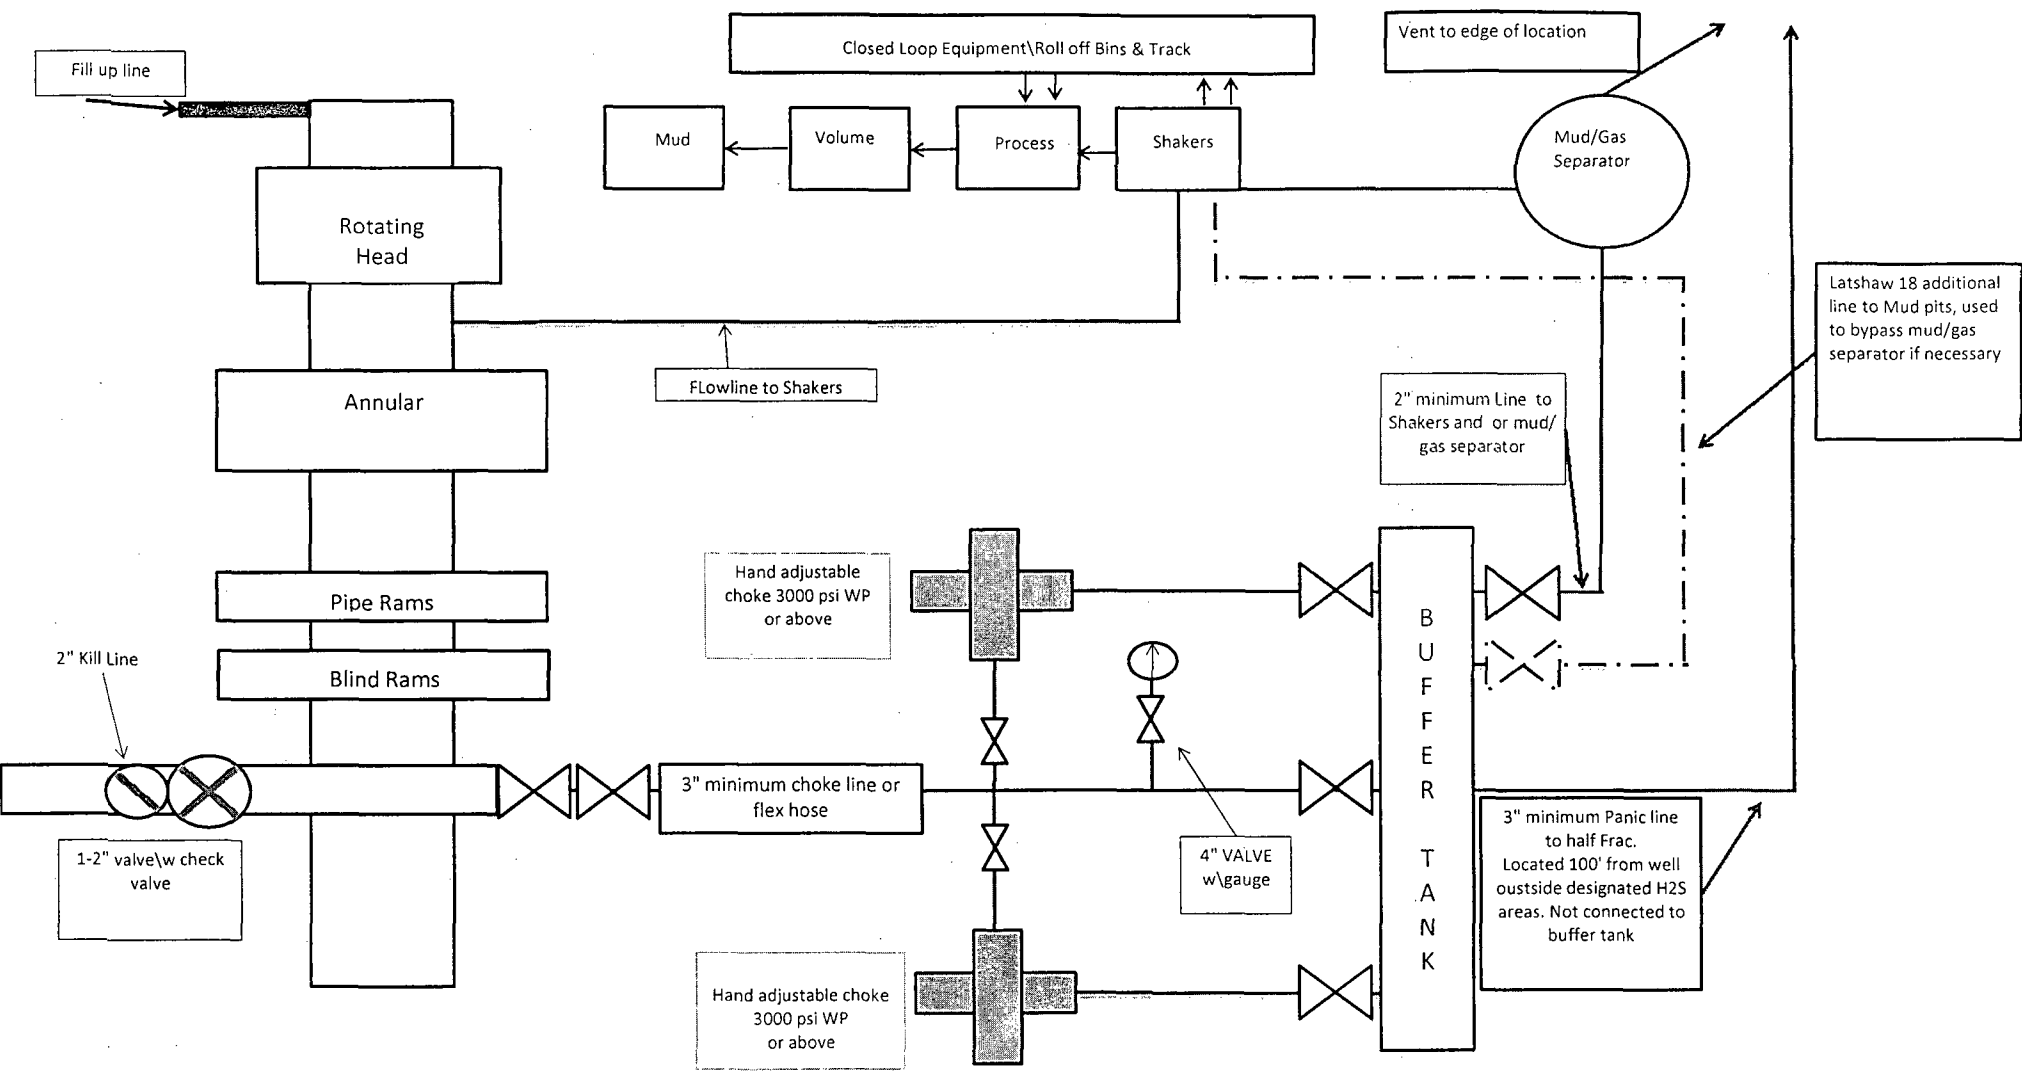 Closed Loop Equipment\Roll off Bins & Track
Vent to edge of location
Fill up line
Mud
Volume
Process
Shakers
Mud/Gas
Separator
Rotating
Head
Latshaw 18 additional
line to Mud pits, used
to bypass mud/gas
separator if necessary
FLowline to Shakers
Annular
2" minimum Line to
Shakers and or mud/
gas separator
Hand adjustable
choke 3000 psi WP
or above
Pipe Rams
2" Kill Line
Blind Rams
BUFFER TANK
3" minimum choke line or
flex hose
1-2" valve\w check
valve
4" VALVE
w\gauge
3" minimum Panic line
to half Frac.
Located 100' from well
oustside designated H2S
areas. Not connected to
buffer tank
Hand adjustable choke
3000 psi WP
or above